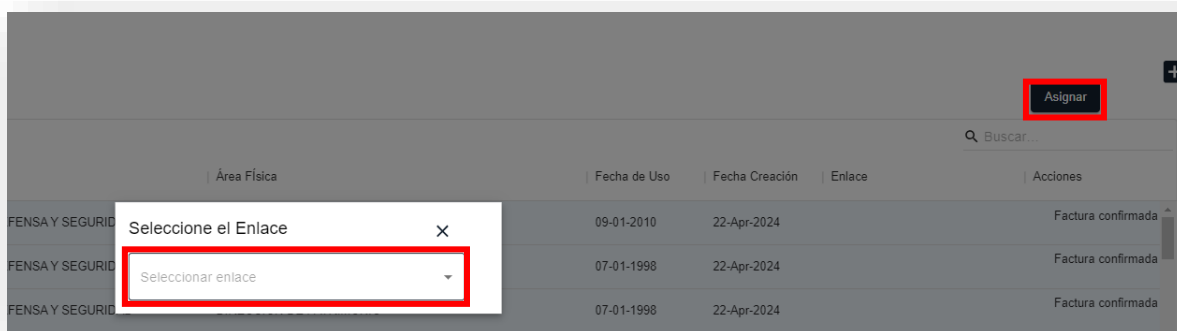 Asignar
Buscar...
Área FÍsica Fecha de Uso Fecha Creación Enlace Acciones
FENSA Y SEGURID 09-01-2010 22-Apr-2024 Factura confirmada
Seleccione el Enlace
FENSA Y SEGURID 07-01-1998 22-Apr-2024 Factura confirmada
Seleccionar enlace
FENSA Y SEGURID 07-01-1998 22-Apr-2024 Factura confirmada